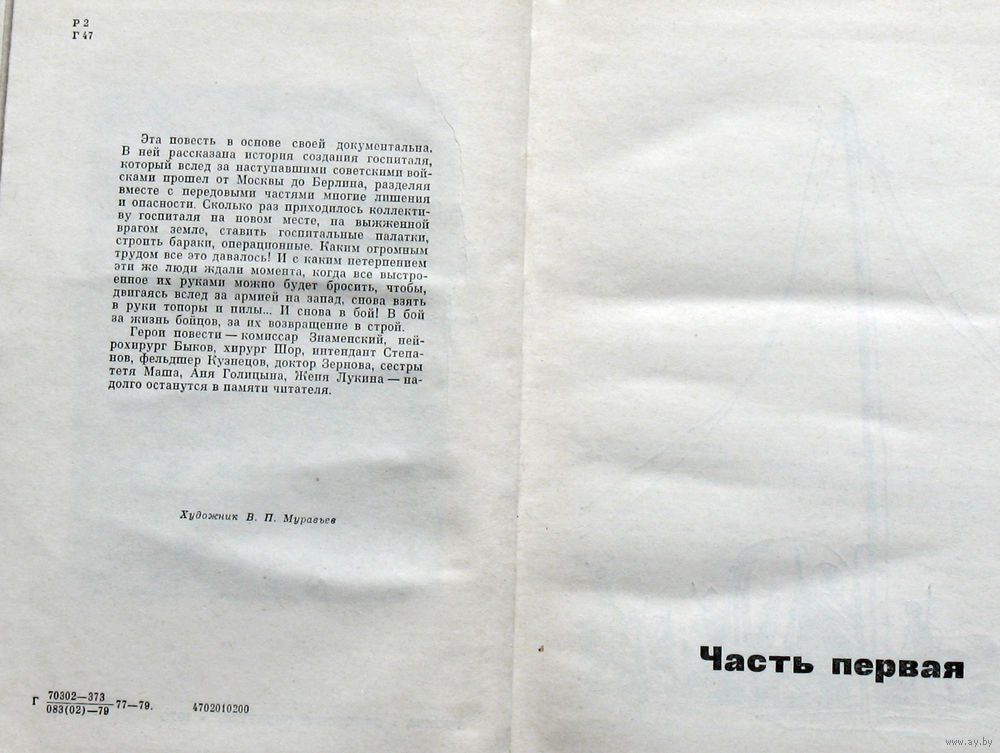 Р 2
Г 47
Эта повесть в основе своей документальна.
В ней рассказана история создания госпиталя,
который вслед за наступавшими советскими вой-
сками прошел от Москвы до Берлина, разделяя
вместе с передовыми частями многие лишения
и опасности. Сколько раз приходилось коллекти-
ву госпиталя на новом месте, на выжженной
врагом земле, ставить госпитальные палатки,
строить бараки, операционные. Каким огромным
трудом все это давалось! И с каким нетерпением
эти же люди ждали момента, когда все выстро-
енное их руками можно будет бросить, чтобы,
двигаясь вслед за армией на запад, снова взять
в руки топоры и пилы... И снова в бой! В бой
за жизнь бойцов, за их возвращение в строй.
Герои повести — комиссар Знаменский, ней-
рохирург Быков, хирург Шор, интендант Степа-
нов, фельдшер Кузнецов, доктор Зернова, сестры
тетя Маша, Аня Голицына, Женя Лукина — на-
долго останутся в памяти читателя.
Художник В. П. Муравьев
Г 70302—373
083(02)—79 77—79. 4702010200
Часть первая
www.ay.by